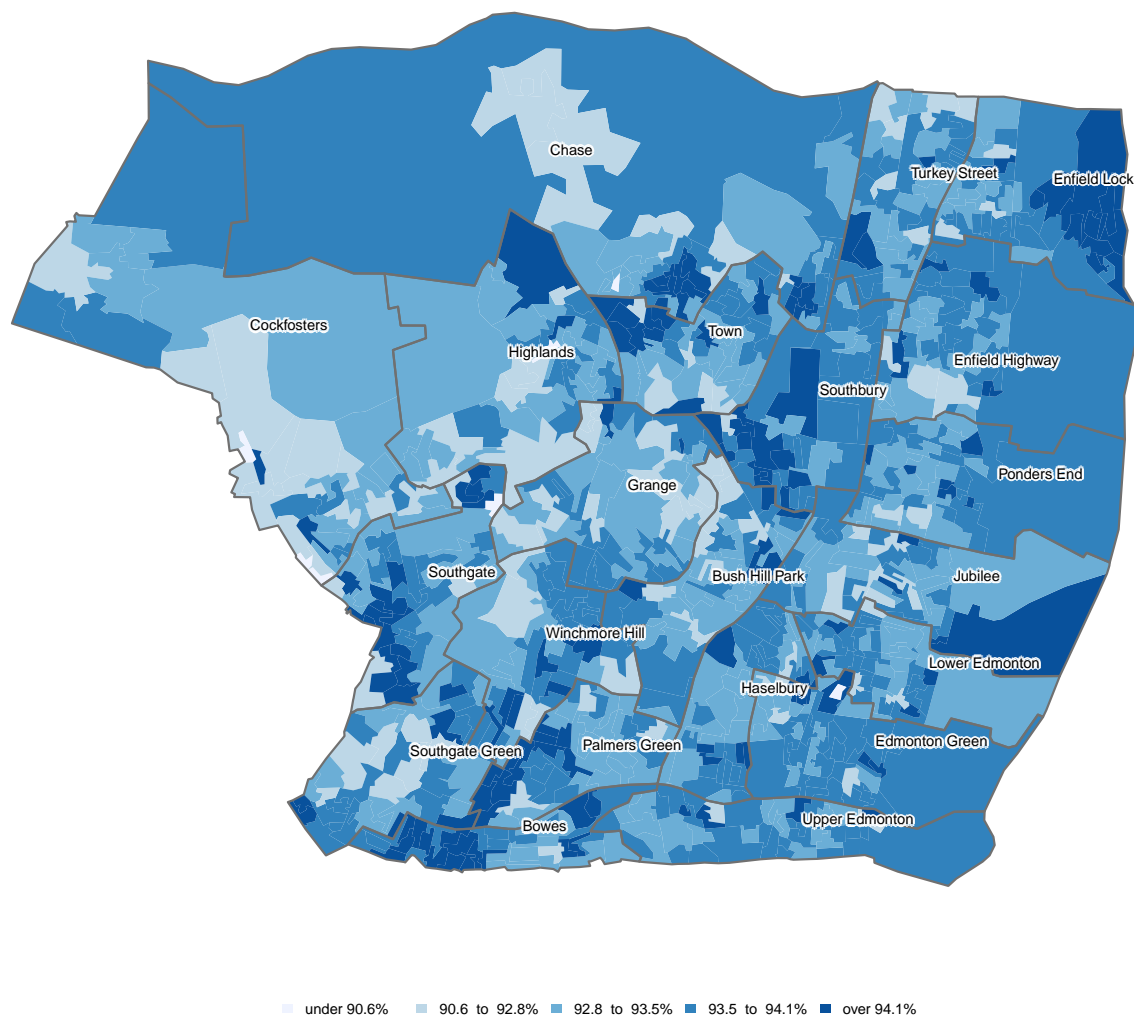 Chase
Turkey Street
Enfield Lock
Cockfosters
Town
Highlands
Enfield Highway
Southbury
Ponders End
Grange
Southgate
Bush Hill Park
Jubilee
Winchmore Hill
Lower Edmonton
Haselbury
Southgate Green
Palmers Green
Edmonton Green
Bowes
Upper Edmonton
under 90.6% 90.6 to 92.8% 92.8 to 93.5% 93.5 to 94.1% over 94.1%